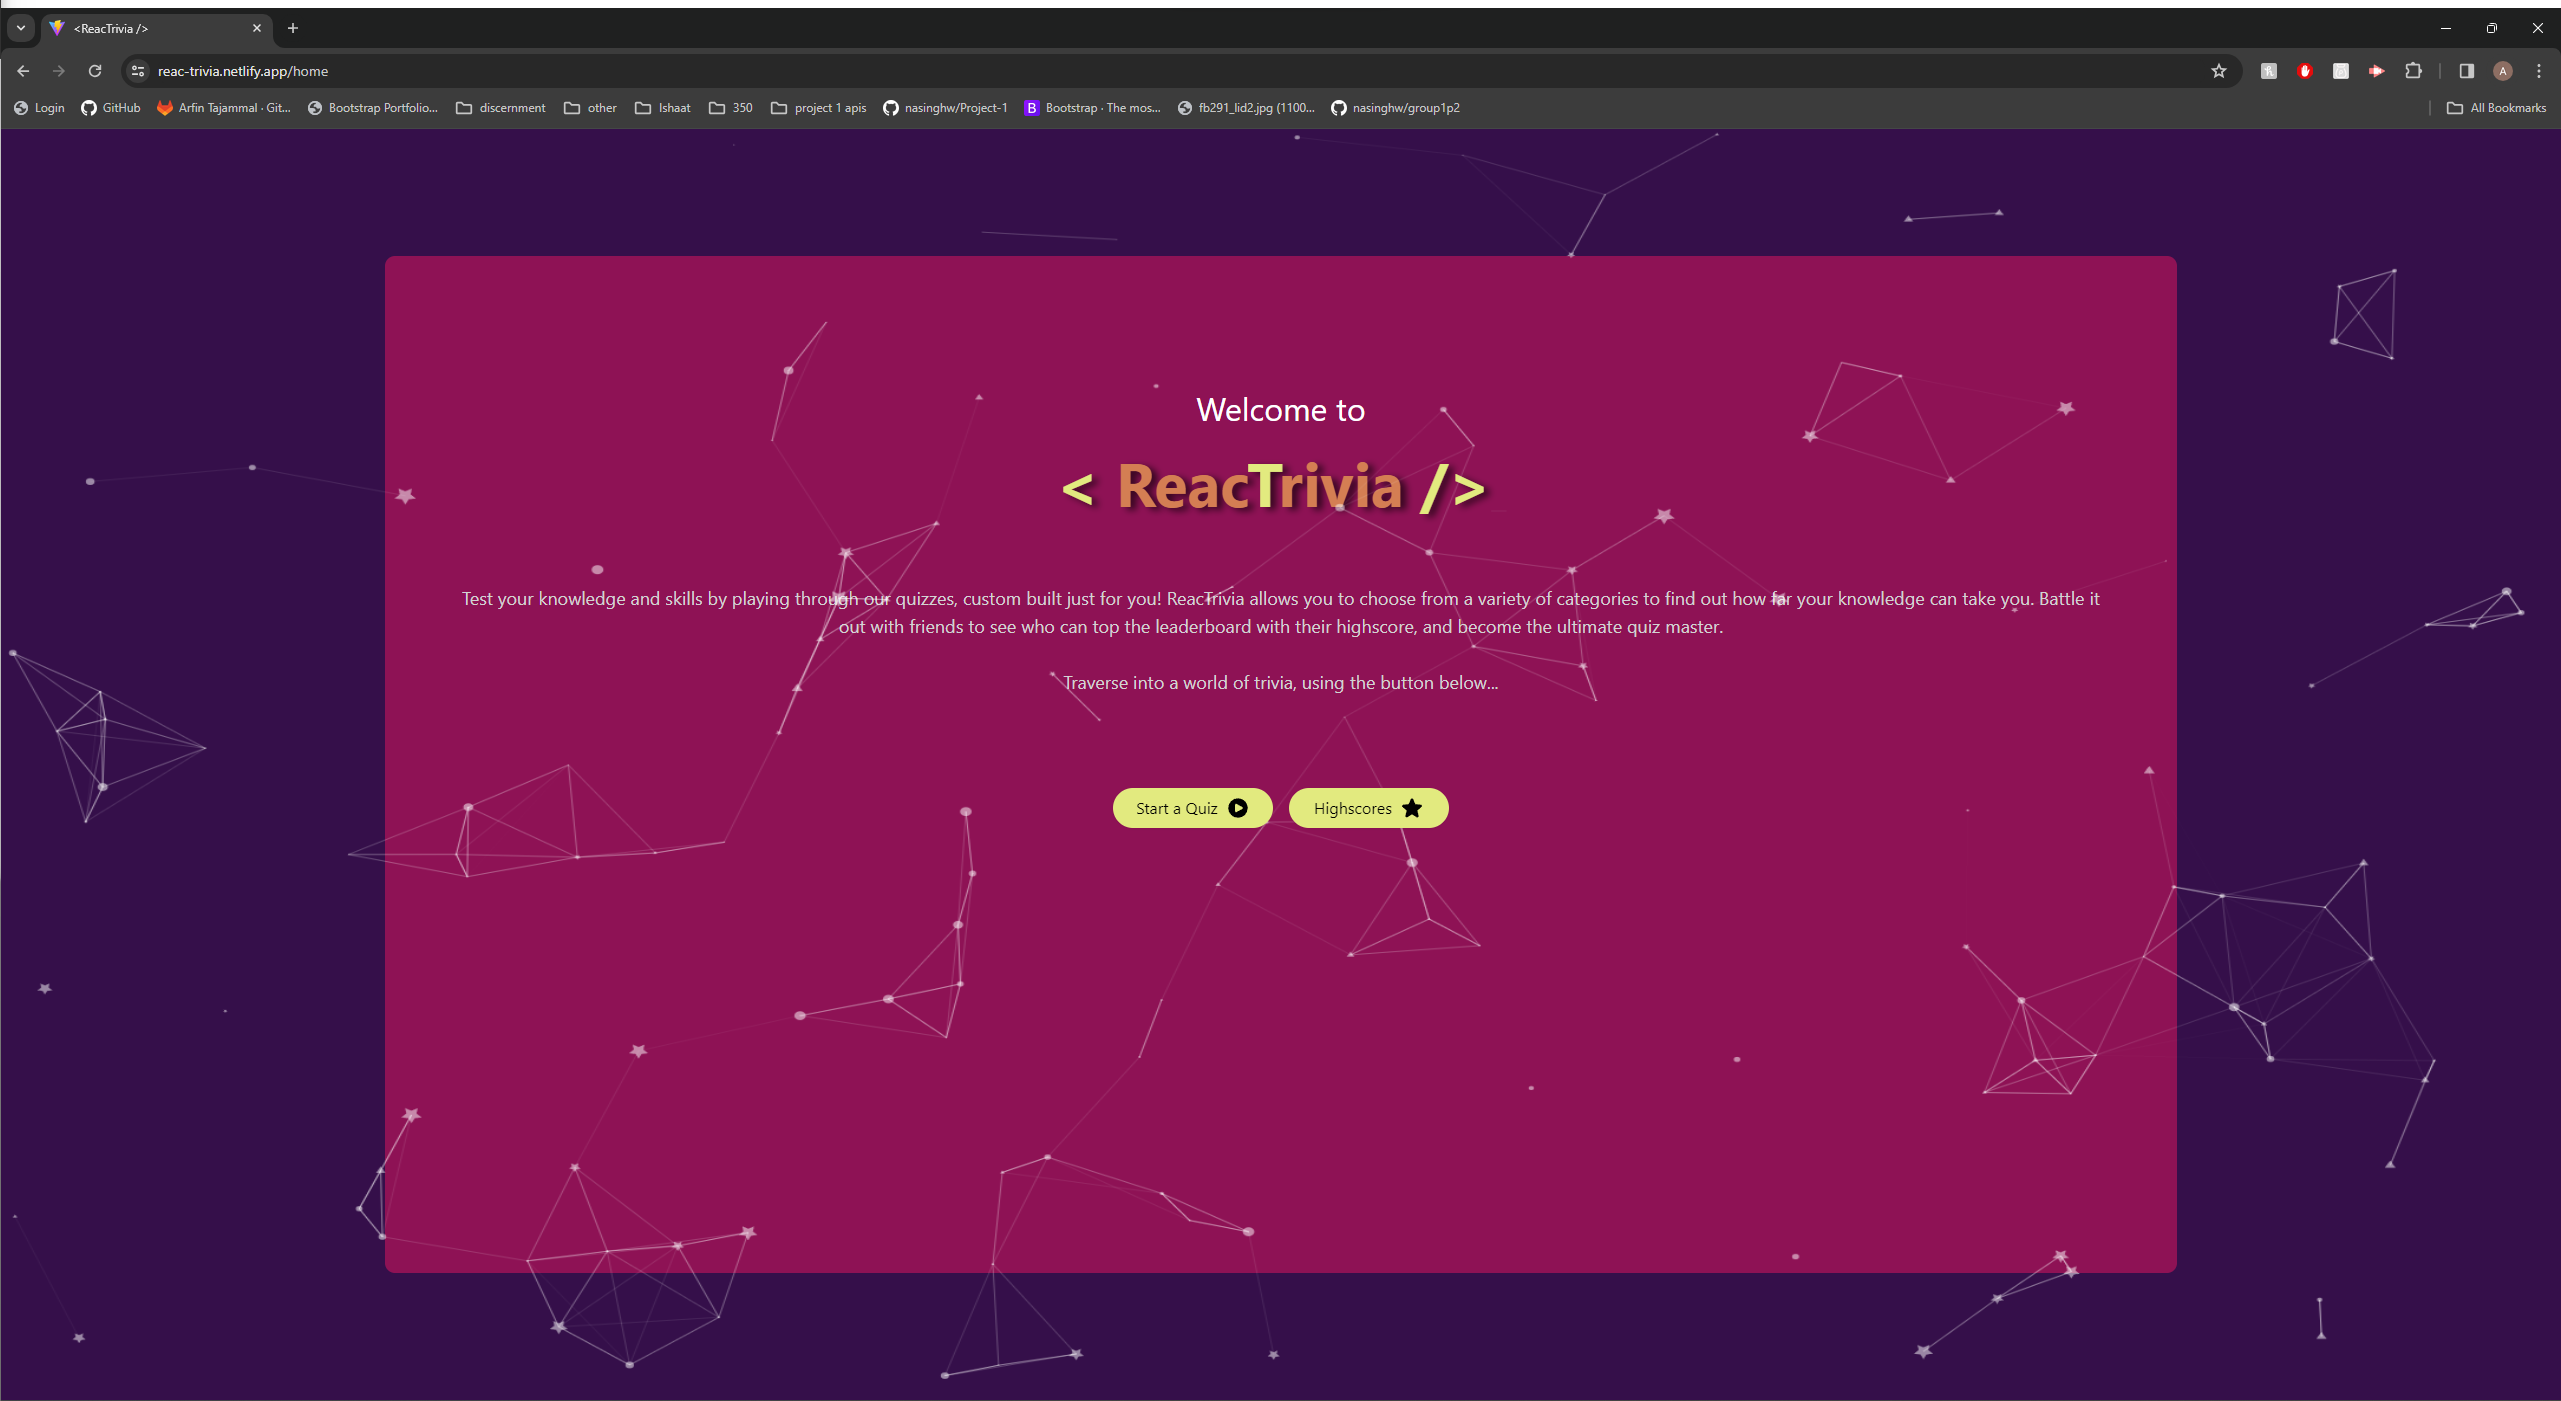 <ReacTrivia />
reac-trivia.netlify.app/home
A
Login GitHub Arfin Tajammal · Git... Bootstrap Portfolio... discernment other Ishaat 350 project 1 apis nasinghw/Project-1 B Bootstrap · The mos... fb291_lid2.jpg (1100... nasinghw/group1p2 All Bookmarks
Welcome to
< ReacTrivia />
Test your knowledge and skills by playing through our quizzes, custom built just for you! ReacTrivia allows you to choose from a variety of categories to find out how far your knowledge can take you. Battle it
out with friends to see who can top the leaderboard with their highscore, and become the ultimate quiz master.
Traverse into a world of trivia, using the button below...
Start a Quiz Highscores